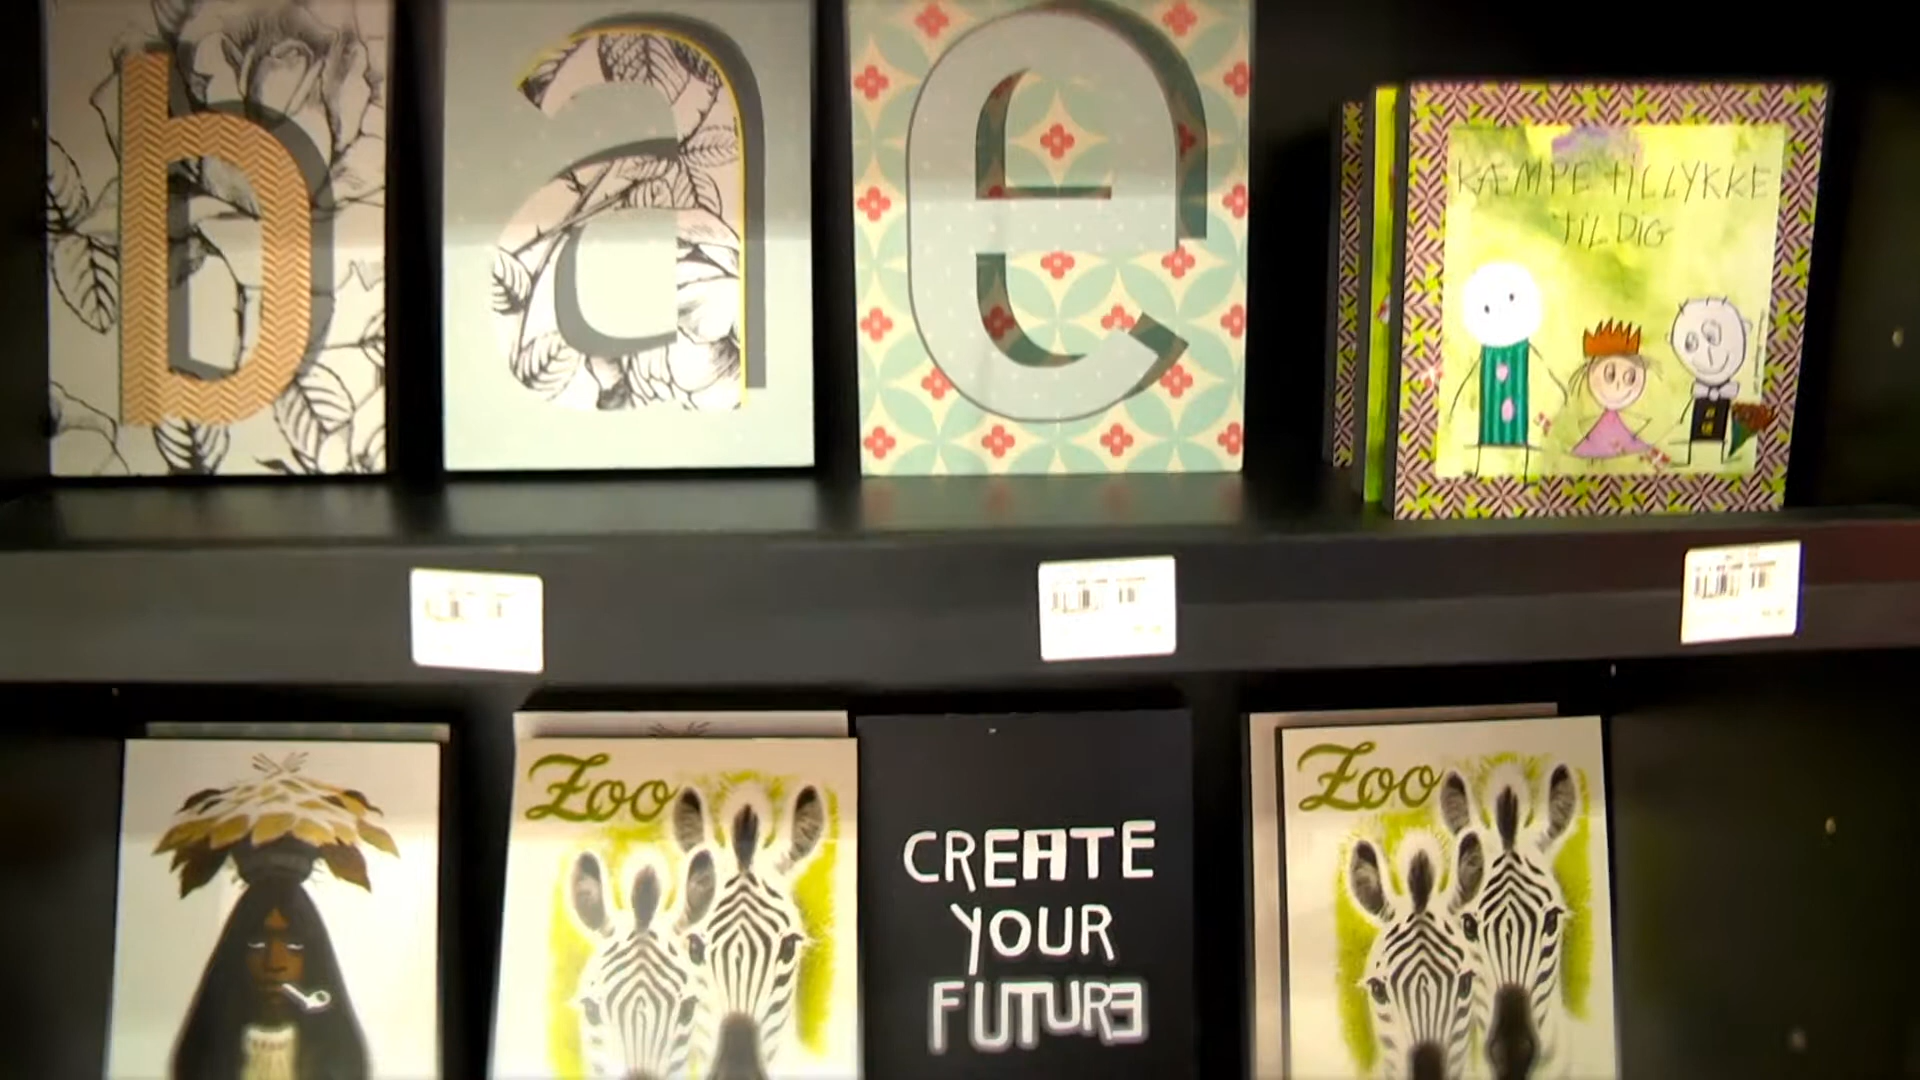 b
a
e
KÆMPE TILLYKKE
TIL DIG
Zoo
CREATE
YOUR
FUTURE
Zoo